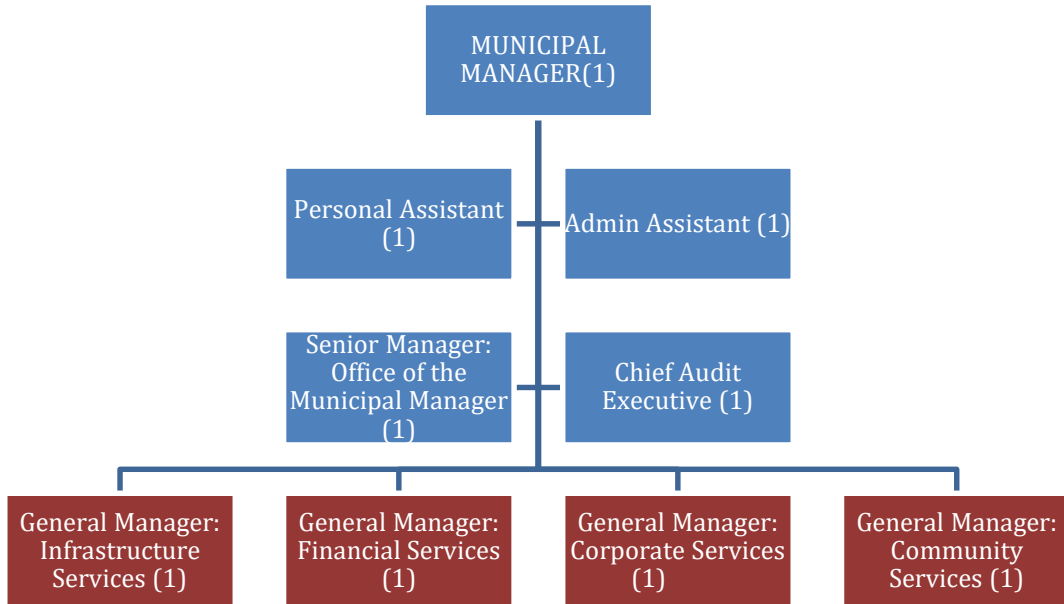 MUNICIPAL
MANAGER(1)
Personal Assistant
(1)
Admin Assistant (1)
Senior Manager:
Office of the
Municipal Manager
(1)
Chief Audit
Executive (1)
General Manager:
Infrastructure
Services (1)
General Manager:
Financial Services
(1)
General Manager:
Corporate Services
(1)
General Manager:
Community
Services (1)